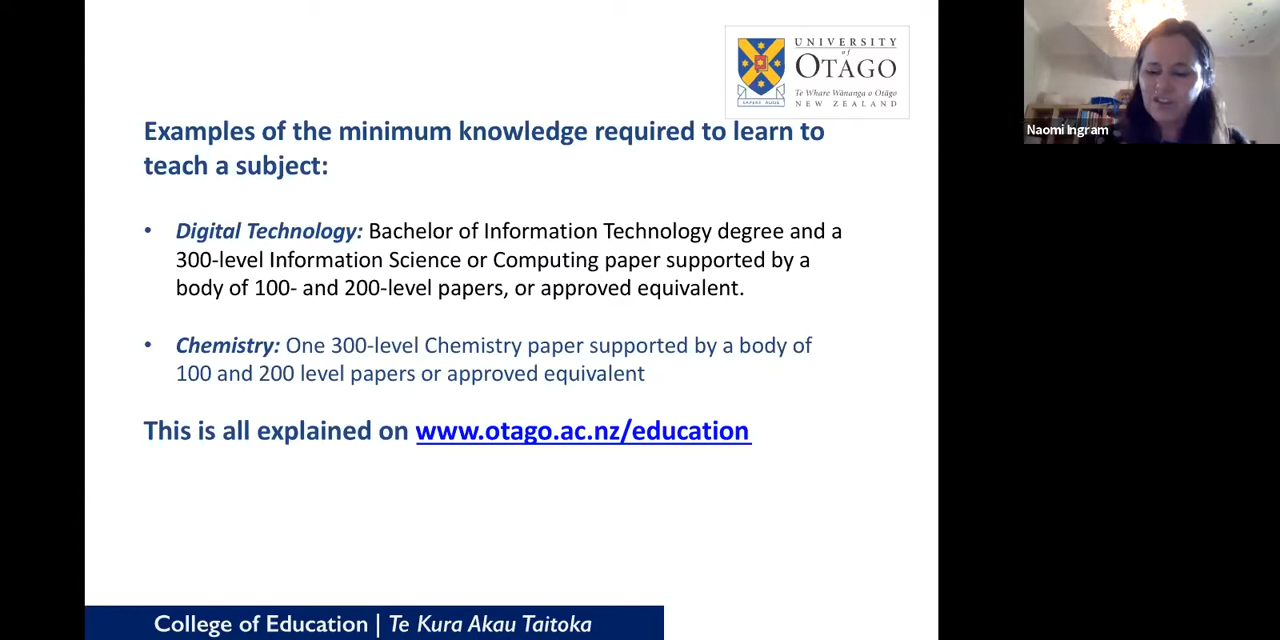 UNIVERSITY
of
OTAGO
Te Whare Wānanga o Otāgo
NEW ZEALAND
SAPERE AUDE
Naomi Ingram
Examples of the minimum knowledge required to learn to
teach a subject:
• Digital Technology: Bachelor of Information Technology degree and a
300-level Information Science or Computing paper supported by a
body of 100- and 200-level papers, or approved equivalent.
• Chemistry: One 300-level Chemistry paper supported by a body of
100 and 200 level papers or approved equivalent
This is all explained on www.otago.ac.nz/education
College of Education | Te Kura Akau Taitoka